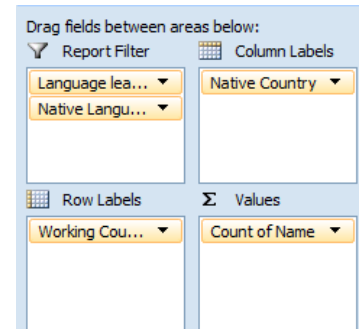 Drag fields between areas below:
Report Filter
Column Labels
Language lea...
Native Country
Native Langu...
Row Labels
Σ Values
Working Cou...
Count of Name